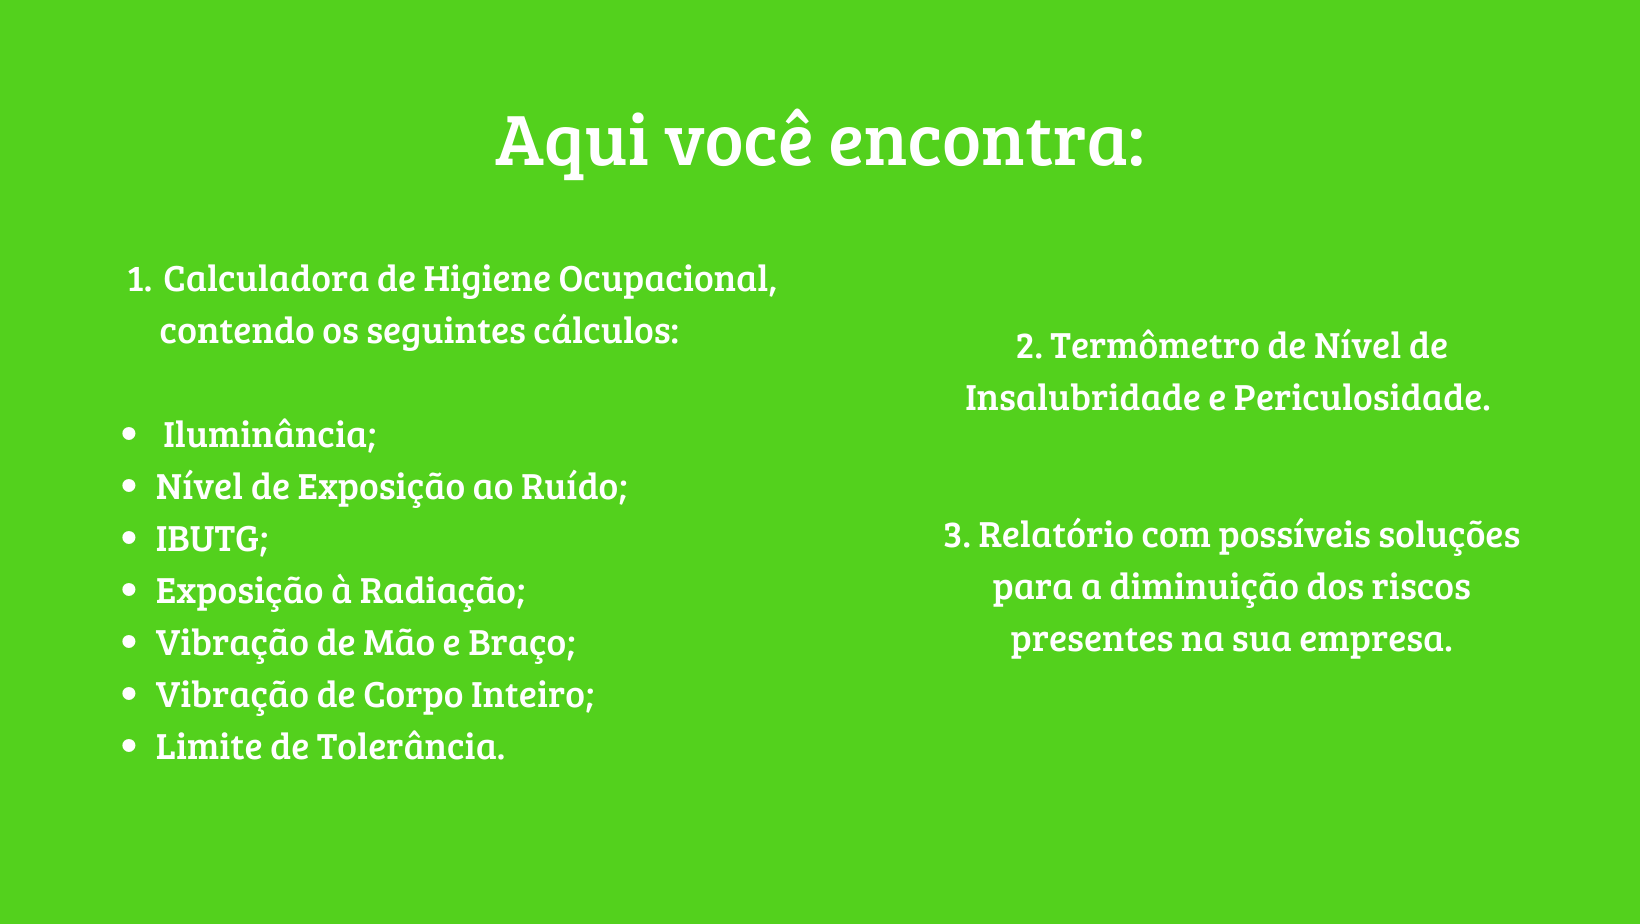 Aqui você encontra:
1. Calculadora de Higiene Ocupacional,
contendo os seguintes cálculos:
• Iluminância;
• Nível de Exposição ao Ruído;
• IBUTG;
• Exposição à Radiação;
• Vibração de Mão e Braço;
• Vibração de Corpo Inteiro;
• Limite de Tolerância.
2. Termômetro de Nível de
Insalubridade e Periculosidade.
3. Relatório com possíveis soluções
para a diminuição dos riscos
presentes na sua empresa.